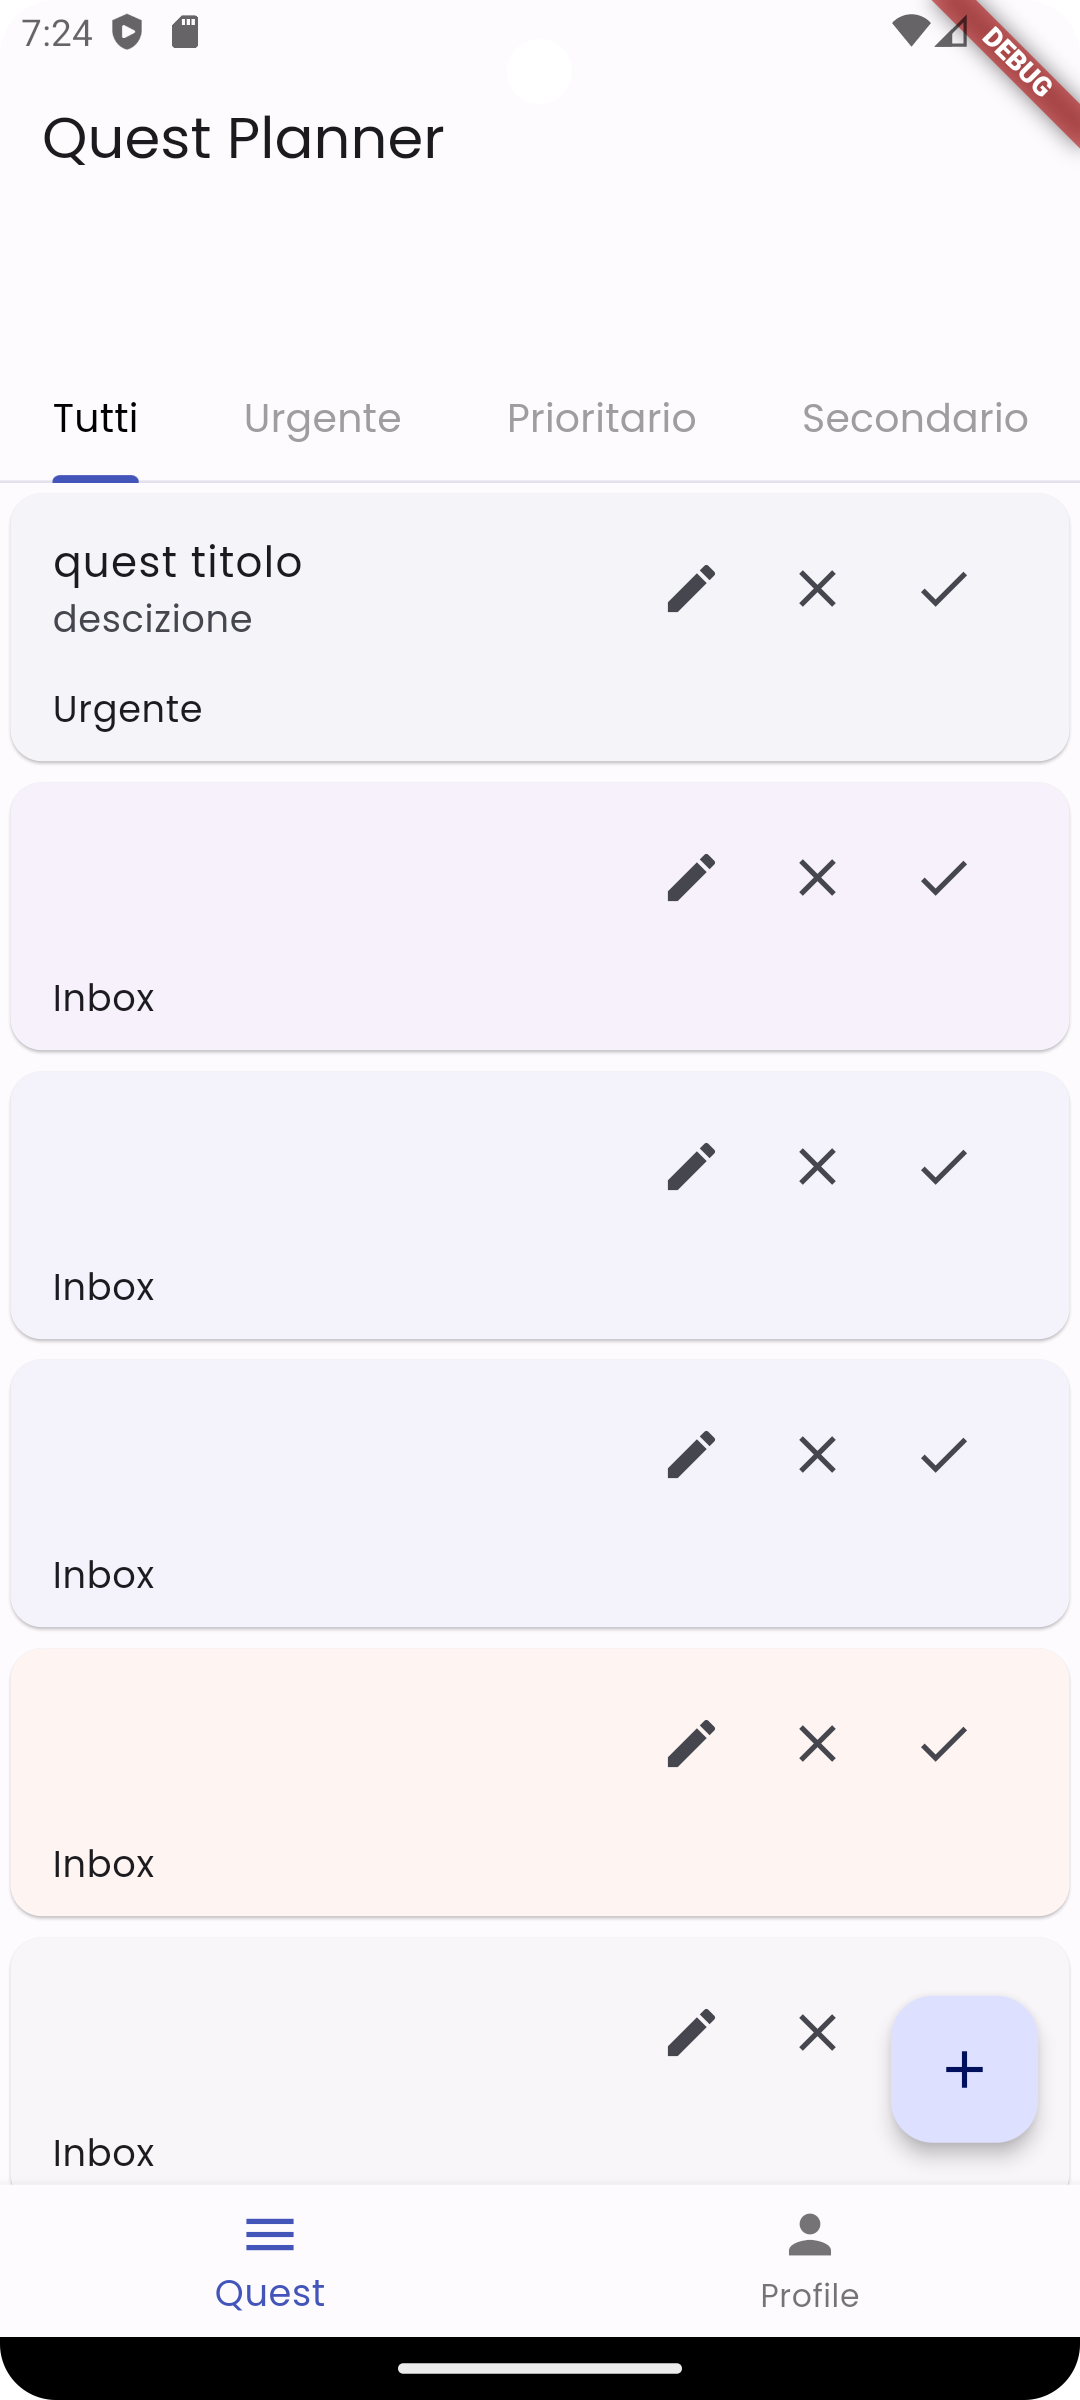 7:24
DEBUG
Quest Planner
Tutti Urgente Prioritario Secondario
quest titolo
descizione
Urgente
Inbox
Inbox
Inbox
Inbox
Inbox
Quest Profile